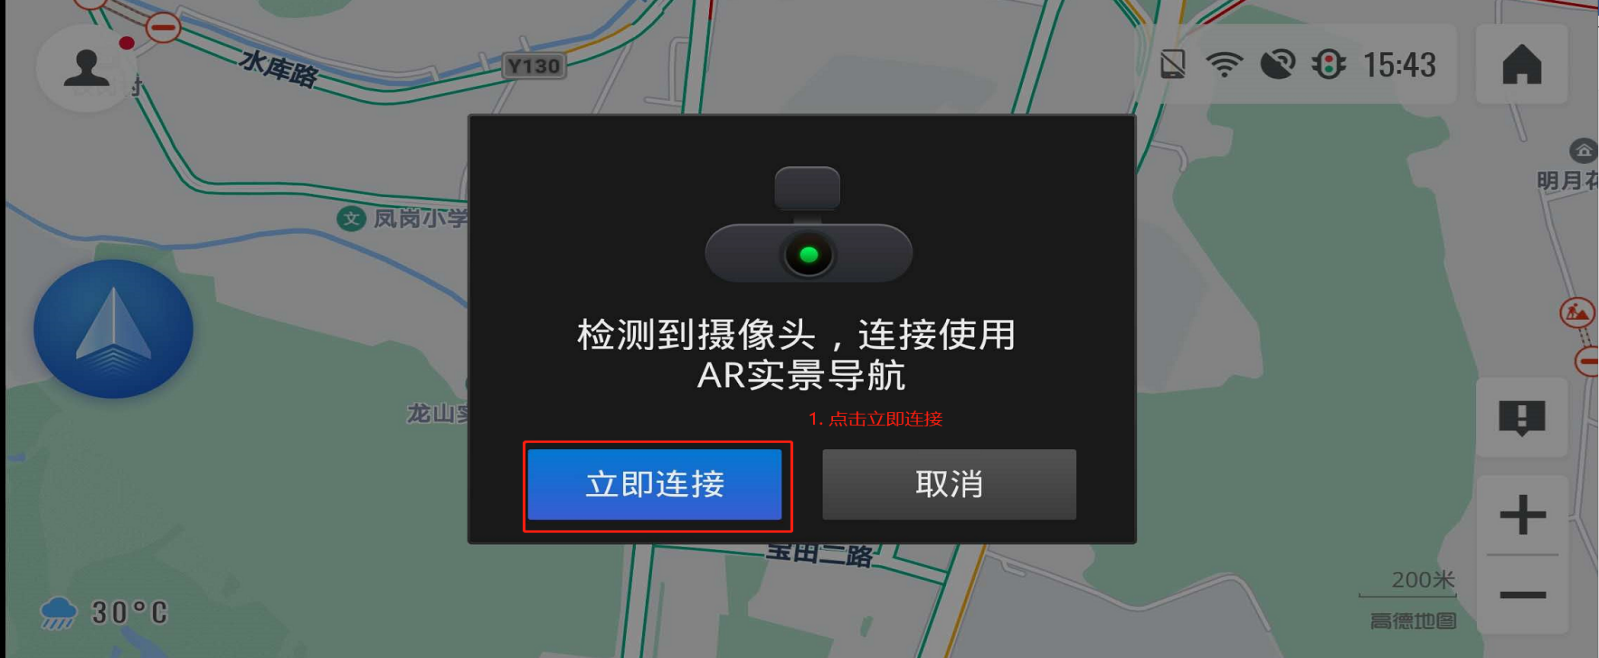 水库路
Y130
15:43
明月花
文 凤岗小学
检测到摄像头，连接使用
AR实景导航
龙山
1. 点击立即连接
立即连接
取消
宝田二路
200米
高德地图
30°C